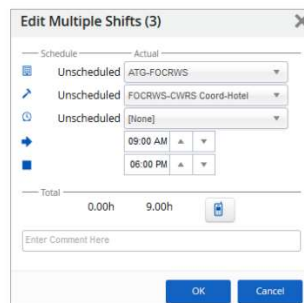 Edit Multiple Shifts (3)
Schedule Actual
Unscheduled ATG-FOCRWS
Unscheduled FOCRWS-CWRS Coord-Hotel
Unscheduled [None]
09:00 AM
06:00 PM
Total
0.00h 9.00h
Enter Comment Here
OK Cancel